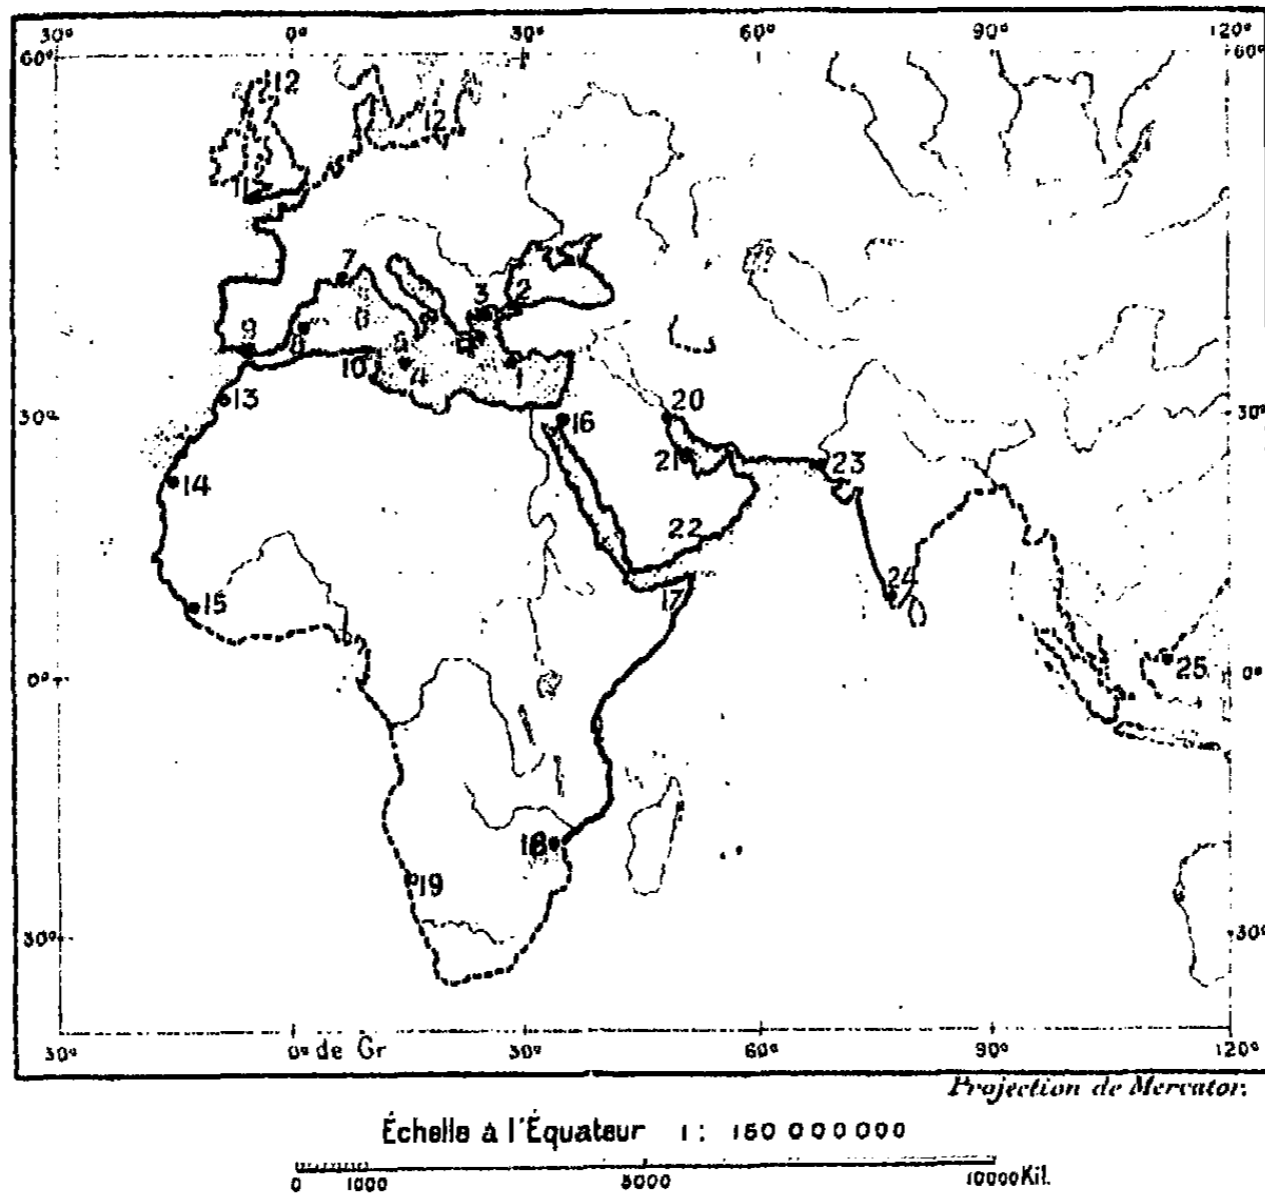 30° 0° 30° 60° 90° 120°
60° 60°
12
12
11
7
3 2
9 8 6 6 5
10 4 1
13
30° 16 20 30°
14 21 23
22
15 17 24
0° 25 0°
18
19
30° 30°
30° 0° de Gr 30° 60° 90° 120°
Projection de Mercator.
Échelle à l'Équateur 1: 150 000 000
0 1000 5000 10000 Kil.